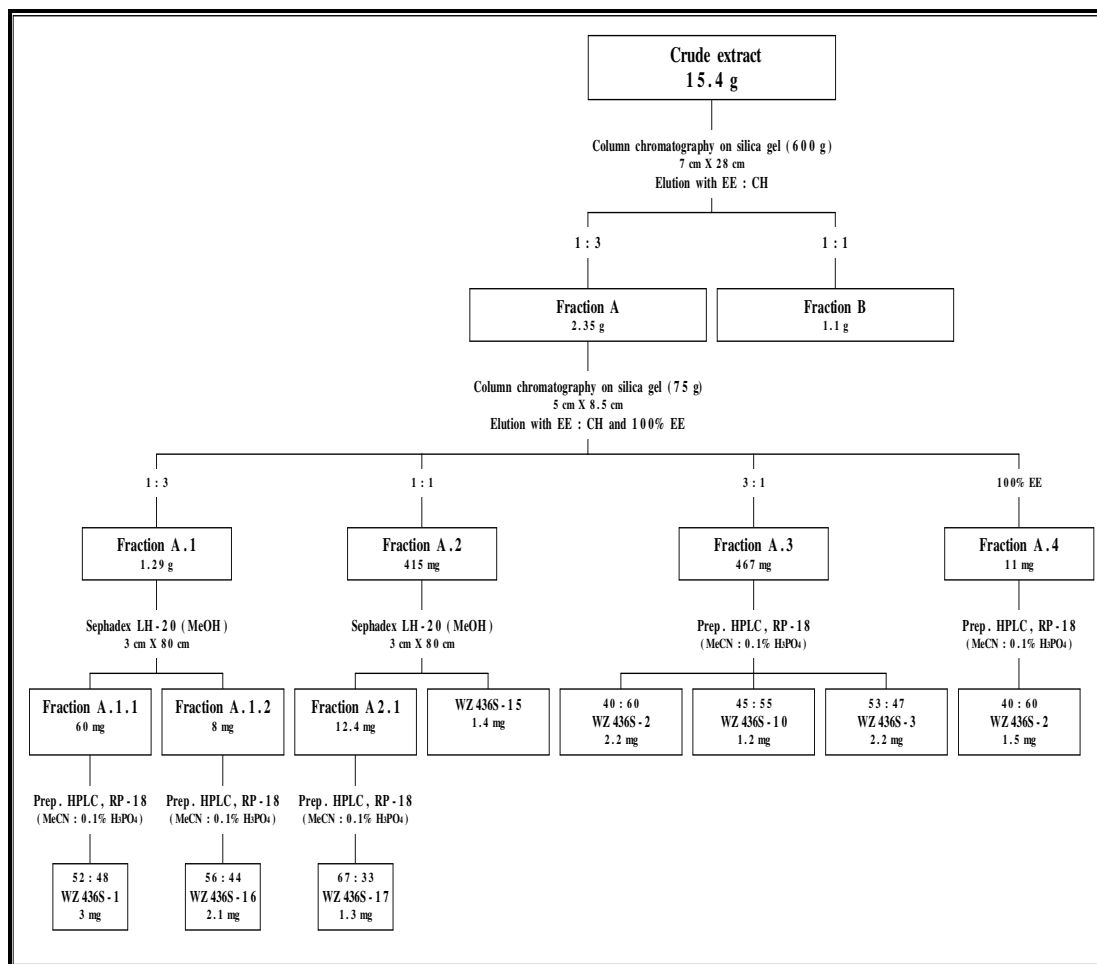 Crude extract
15.4 g
Column chromatography on silica gel (600 g)
7 cm X 28 cm
Elution with EE : CH
1 : 3
1 : 1
Fraction A
2.35 g
Fraction B
1.1 g
Column chromatography on silica gel (75 g)
5 cm X 8.5 cm
Elution with EE : CH and 100% EE
1 : 3
1 : 1
3 : 1
100% EE
Fraction A.1
1.29 g
Fraction A.2
415 mg
Fraction A.3
467 mg
Fraction A.4
11 mg
Sephadex LH-20 (MeOH)
3 cm X 80 cm
Sephadex LH-20 (MeOH)
3 cm X 80 cm
Prep. HPLC, RP-18
(MeCN : 0.1% H₃PO₄)
Prep. HPLC, RP-18
(MeCN : 0.1% H₃PO₄)
Fraction A.1.1
60 mg
Fraction A.1.2
8 mg
Fraction A2.1
12.4 mg
WZ 436S-15
1.4 mg
40 : 60
WZ 436S-2
2.2 mg
45 : 55
WZ 436S-10
1.2 mg
53 : 47
WZ 436S-3
2.2 mg
40 : 60
WZ 436S-2
1.5 mg
Prep. HPLC, RP-18
(MeCN : 0.1% H₃PO₄)
Prep. HPLC, RP-18
(MeCN : 0.1% H₃PO₄)
Prep. HPLC, RP-18
(MeCN : 0.1% H₃PO₄)
52 : 48
WZ 436S-1
3 mg
56 : 44
WZ 436S-16
2.1 mg
67 : 33
WZ 436S-17
1.3 mg